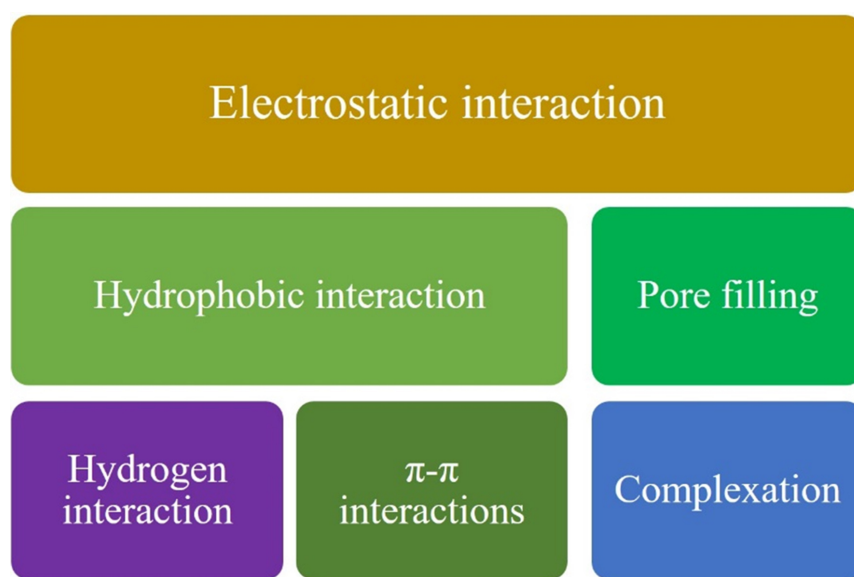 Electrostatic interaction
Hydrophobic interaction
Pore filling
Hydrogen
interaction
π-π
interactions
Complexation